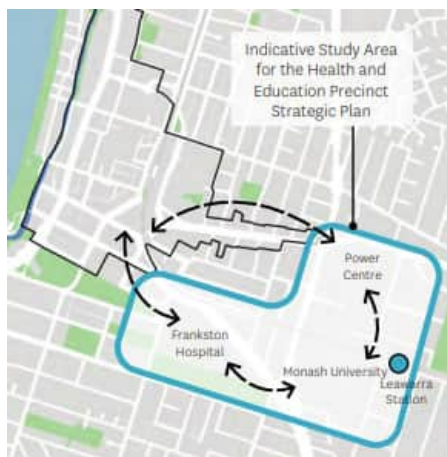 Indicative Study Area
for the Health and
Education Precinct
Strategic Plan
Power
Centre
Frankston
Hospital
Monash University
Leawarra
Station